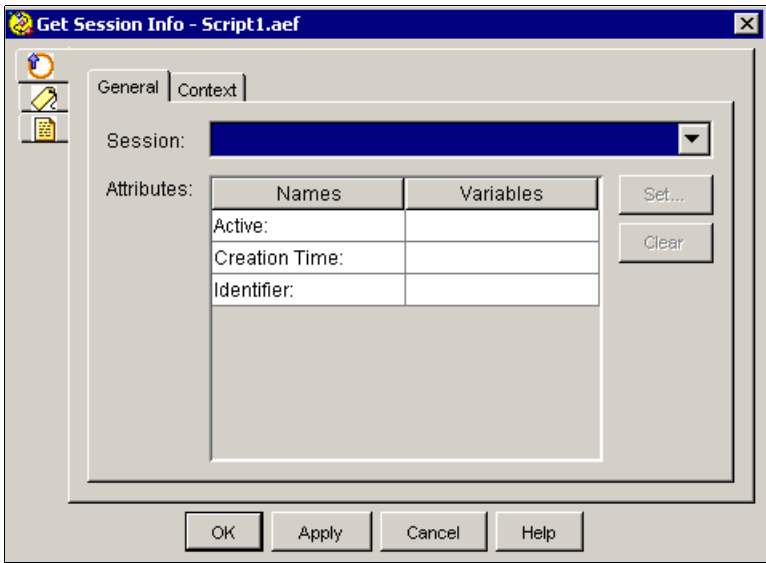 Get Session Info - Script1.aef
General Context
Session:
Attributes: Names Variables Set...
Active:
Clear
Creation Time:
Identifier:
OK Apply Cancel Help